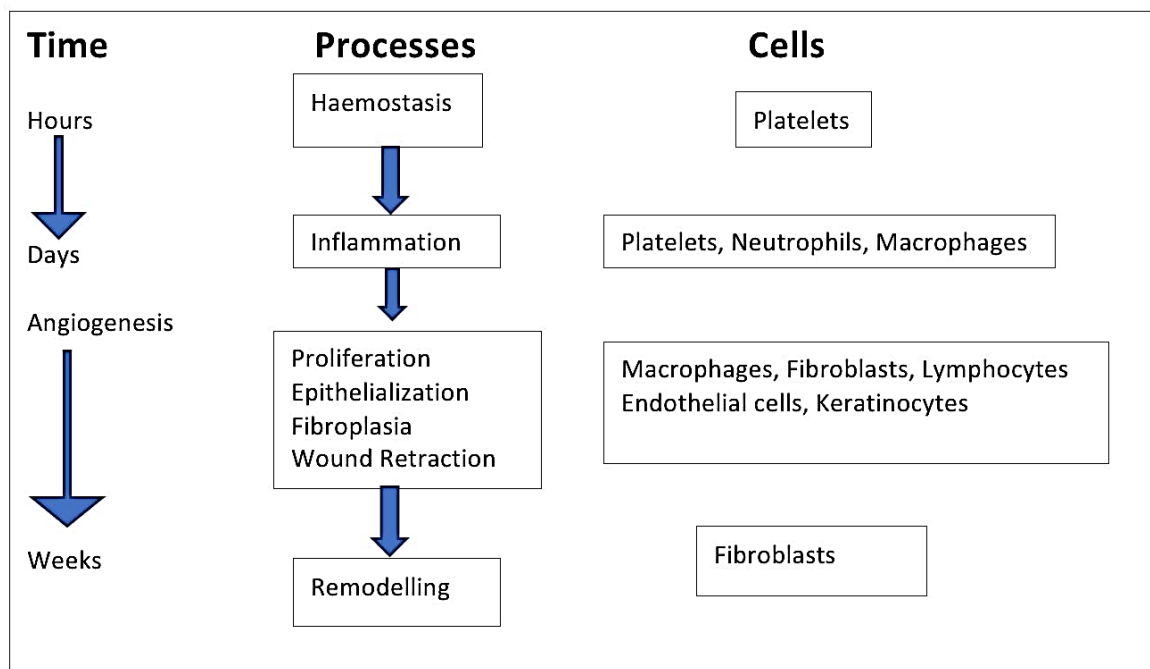 Time Processes Cells
Hours
Haemostasis
Platelets
Days
Inflammation
Platelets, Neutrophils, Macrophages
Angiogenesis
Proliferation
Epithelialization
Fibroplasia
Wound Retraction
Macrophages, Fibroblasts, Lymphocytes
Endothelial cells, Keratinocytes
Weeks
Remodelling
Fibroblasts